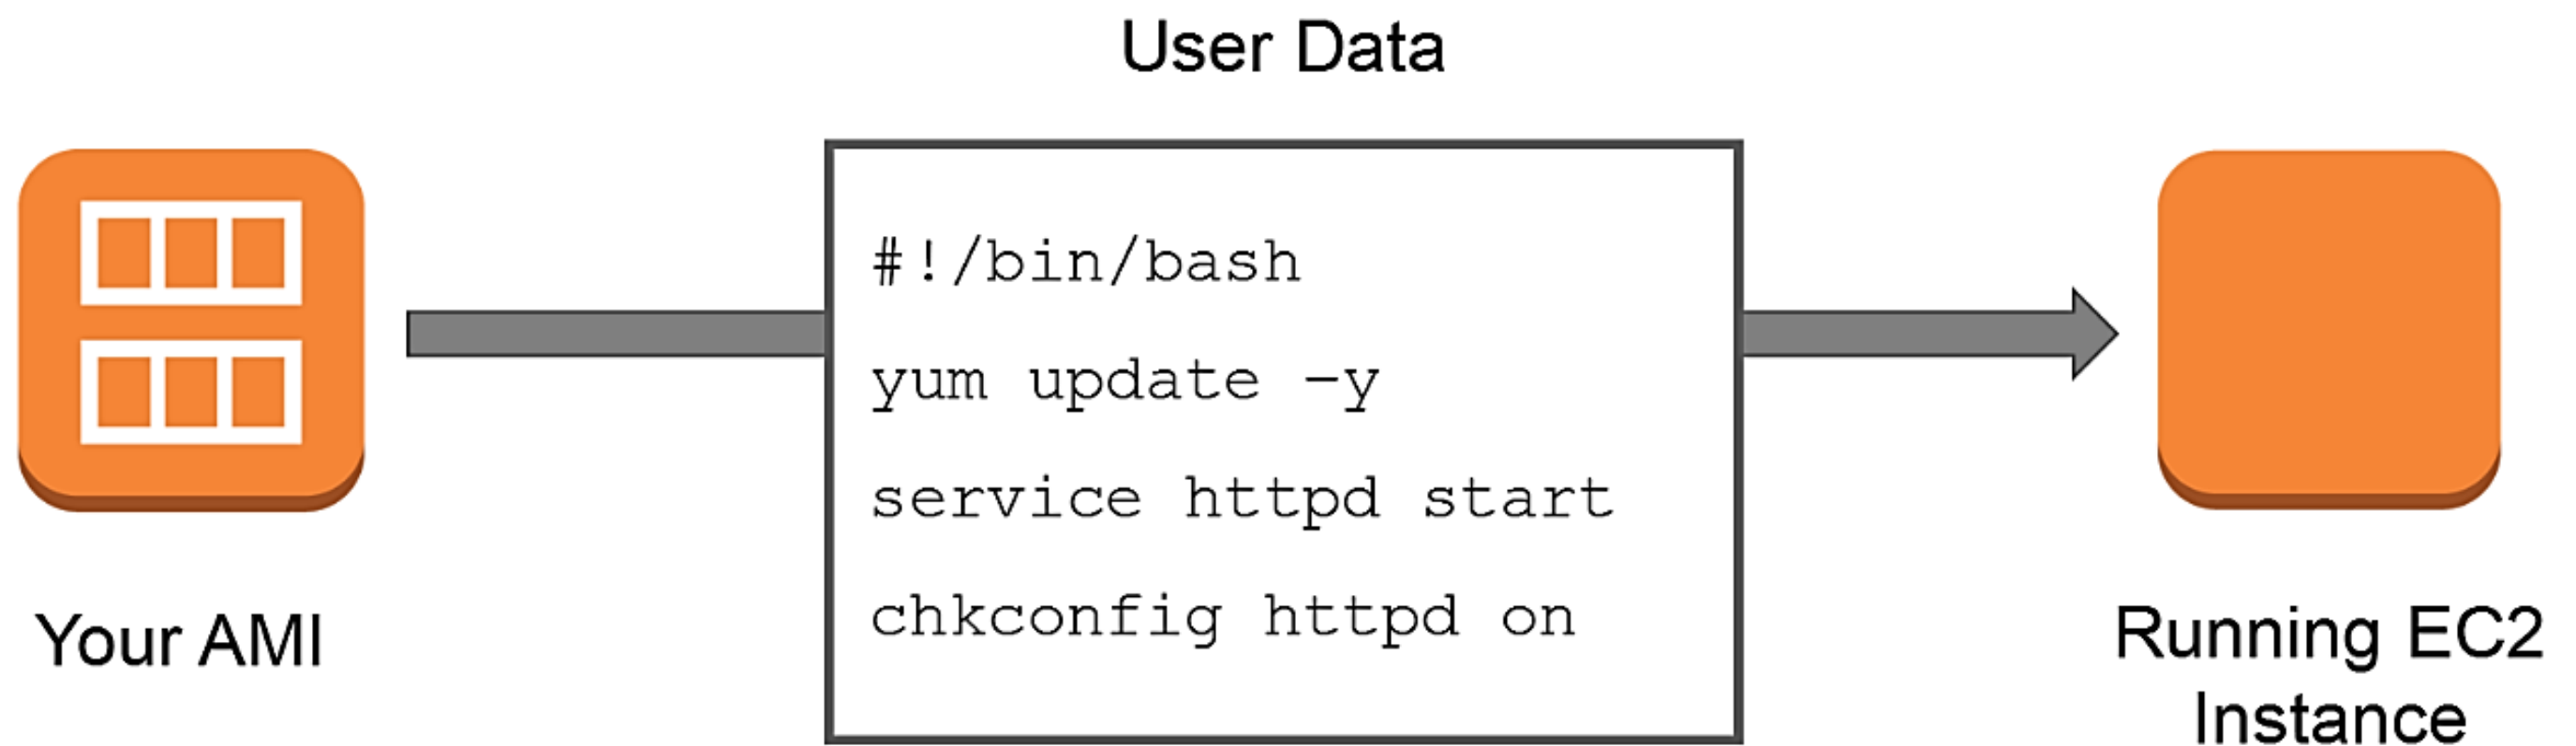 User Data
#!/bin/bash
yum update –y
service httpd start
chkconfig httpd on
Your AMI
Running EC2
Instance